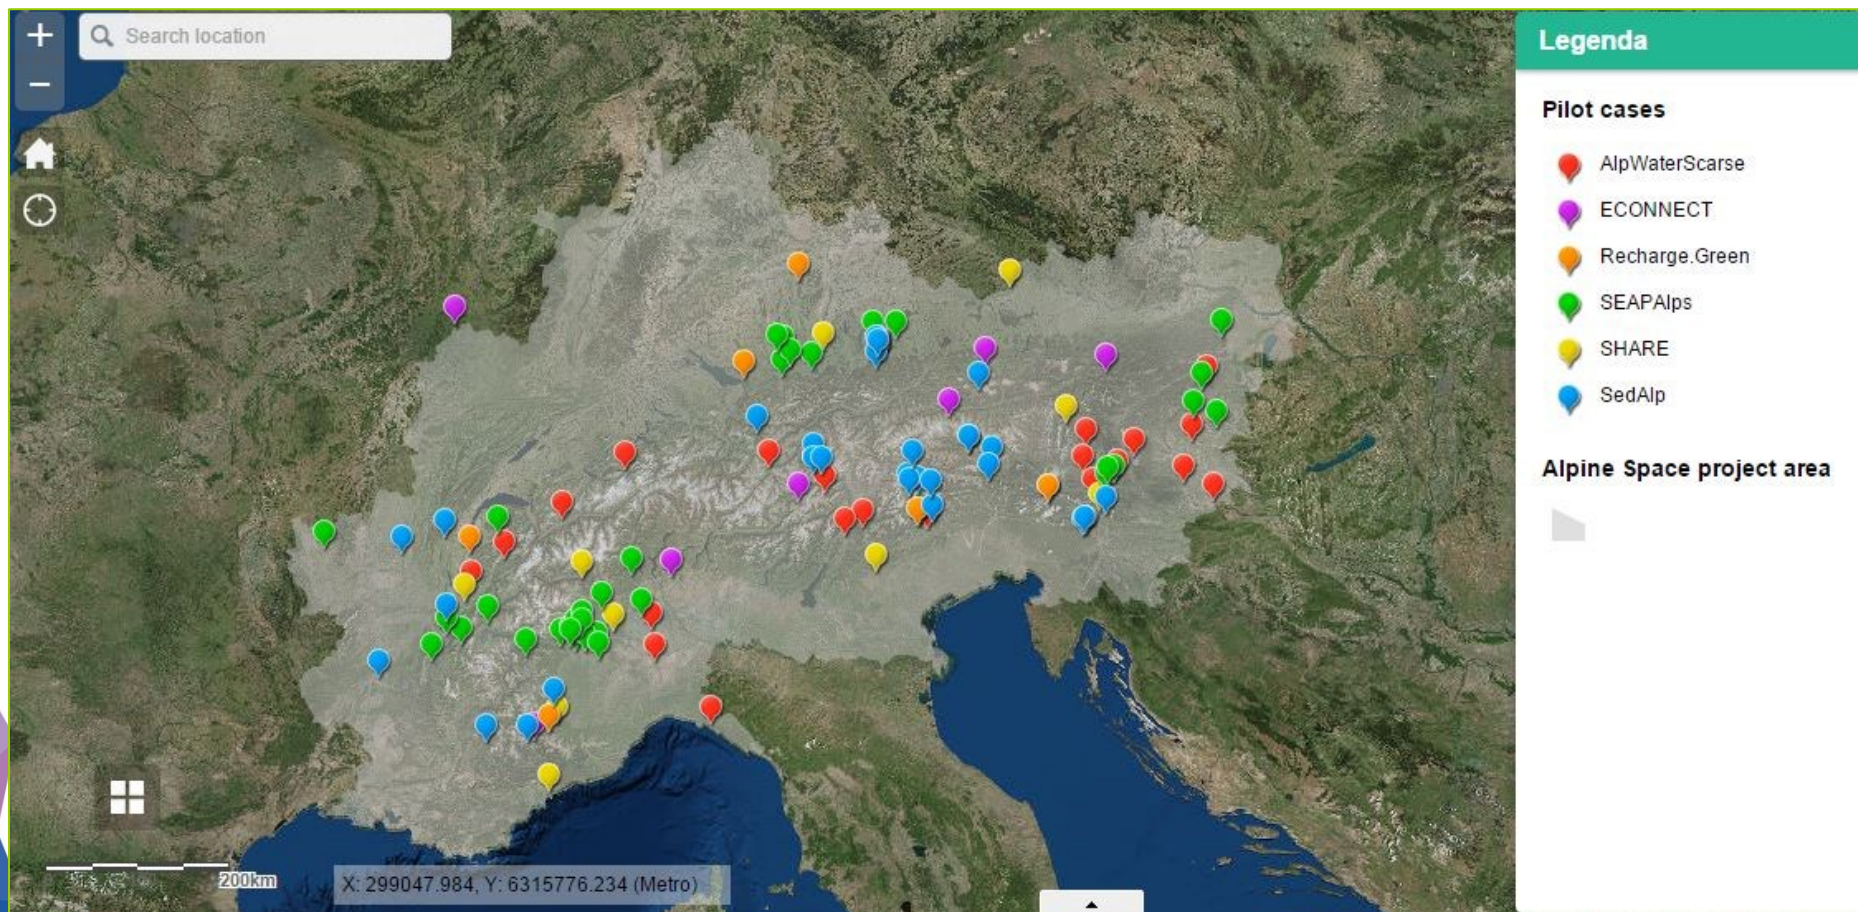 Search location
Legenda
Pilot cases
AlpWaterScarse
ECONNECT
Recharge.Green
SEAPAlps
SHARE
SedAlp
Alpine Space project area
200km
X: 299047.984, Y: 6315776.234 (Metro)